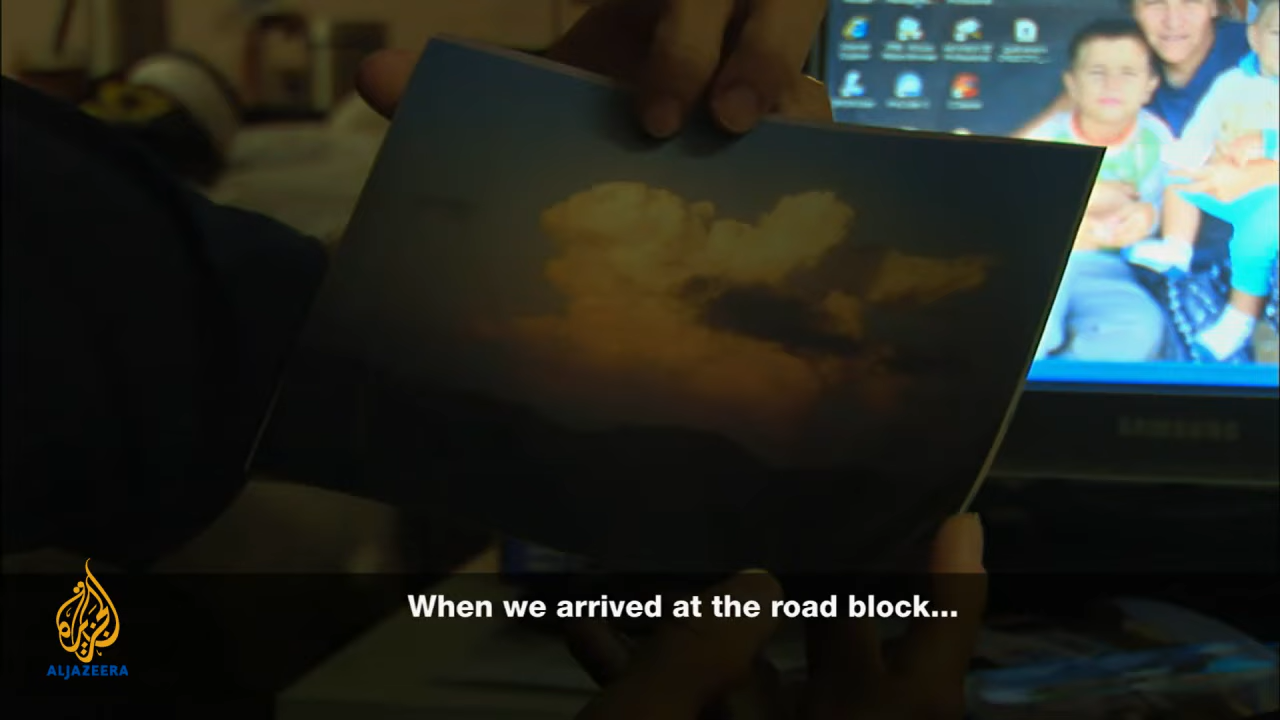 SAMSUNG
When we arrived at the road block...
الجزيرة
ALJAZEERA